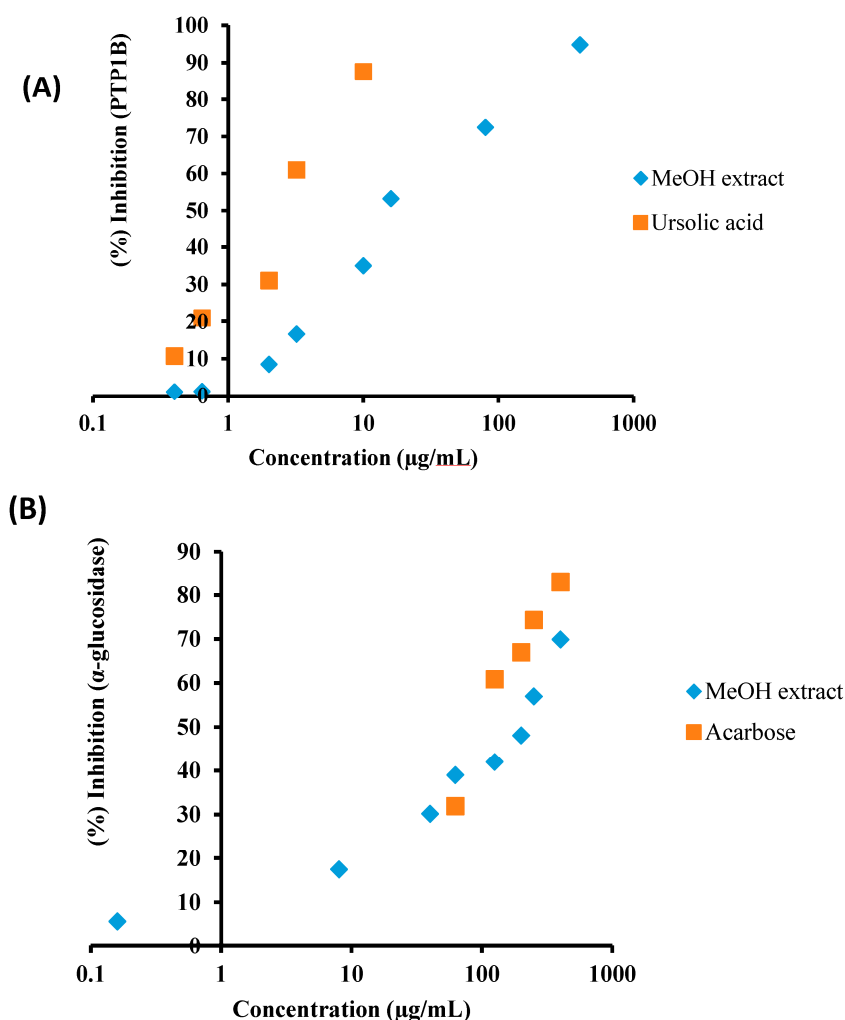 (A)
(%) Inhibition (PTP1B)
100
90
80
70
60
50
40
30
20
10
0
0.1 1 10 100 1000
Concentration (µg/mL)
MeOH extract
Ursolic acid
(B)
(%) Inhibition (α-glucosidase)
90
80
70
60
50
40
30
20
10
0
0.1 1 10 100 1000
Concentration (µg/mL)
MeOH extract
Acarbose